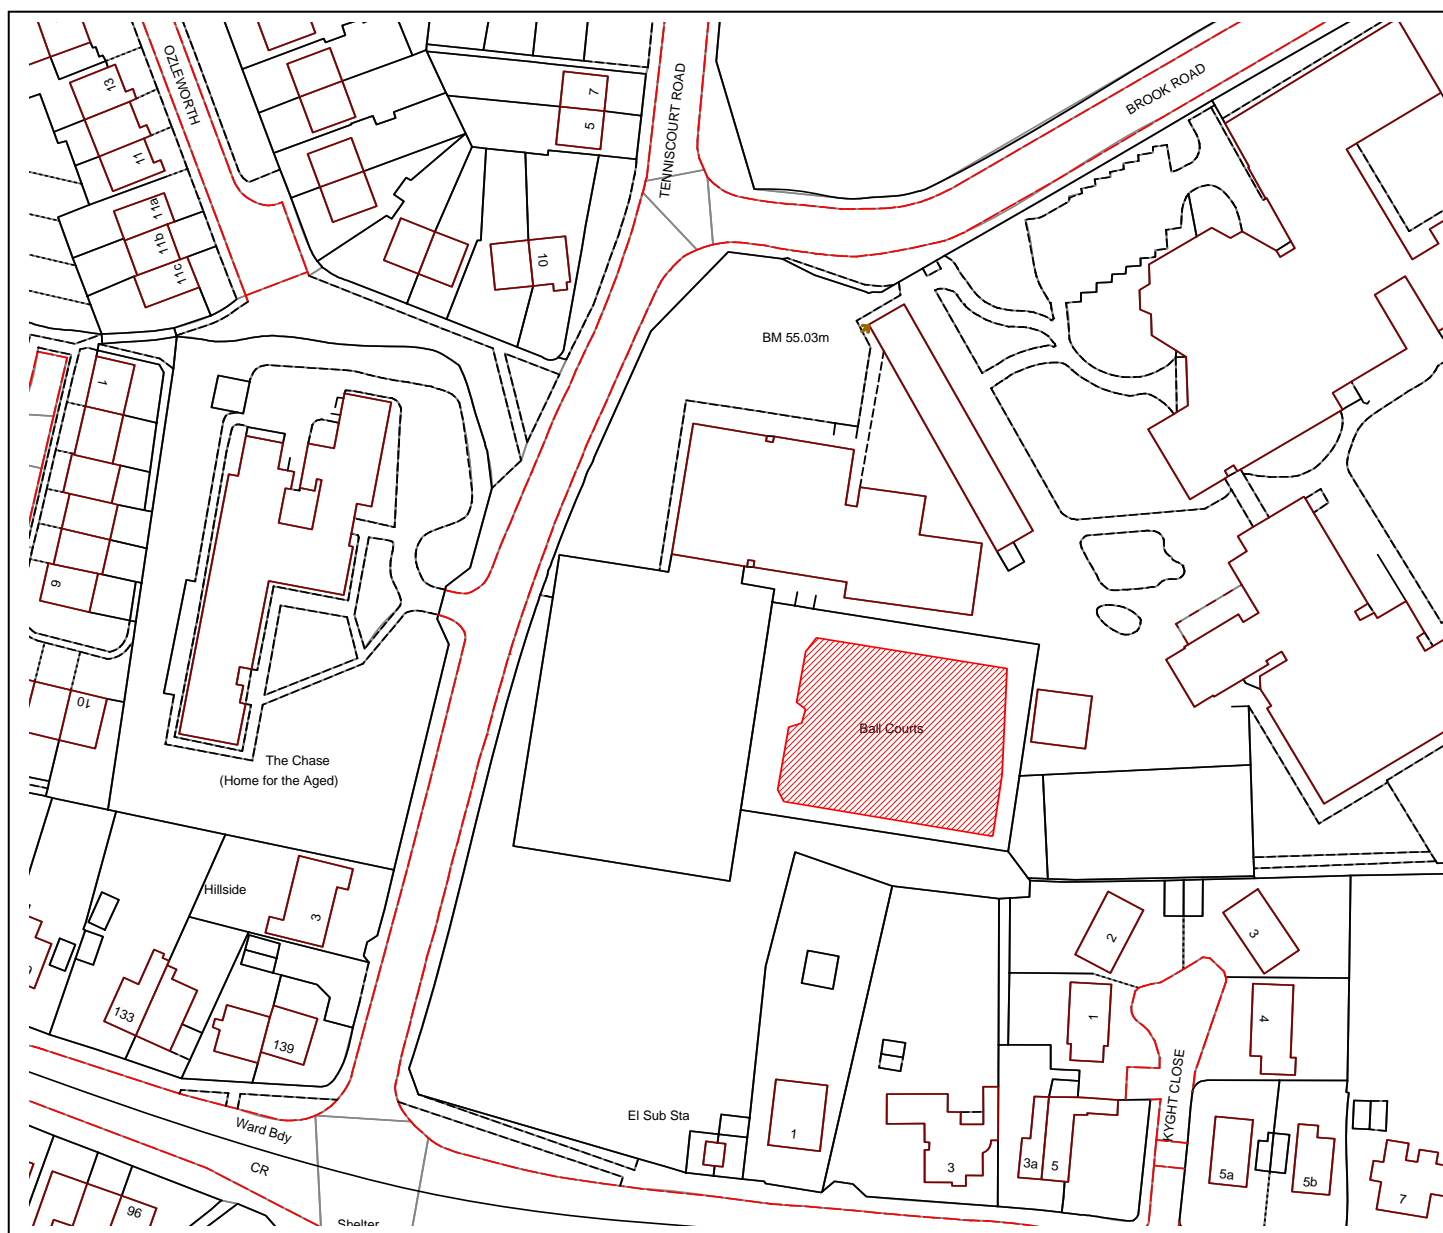 OZLEWORTH
TENNISCOURT ROAD
BROOK ROAD
13
11
11a
11b
11c
7
5
10
BM 55.03m
1
6
10
The Chase
(Home for the Aged)
Ball Courts
Hillside
3
133
139
Ward Bdy
CR
96
Shelter
El Sub Sta
1
3
3a
5
2
3
1
4
KYGHT CLOSE
5a
5b
7